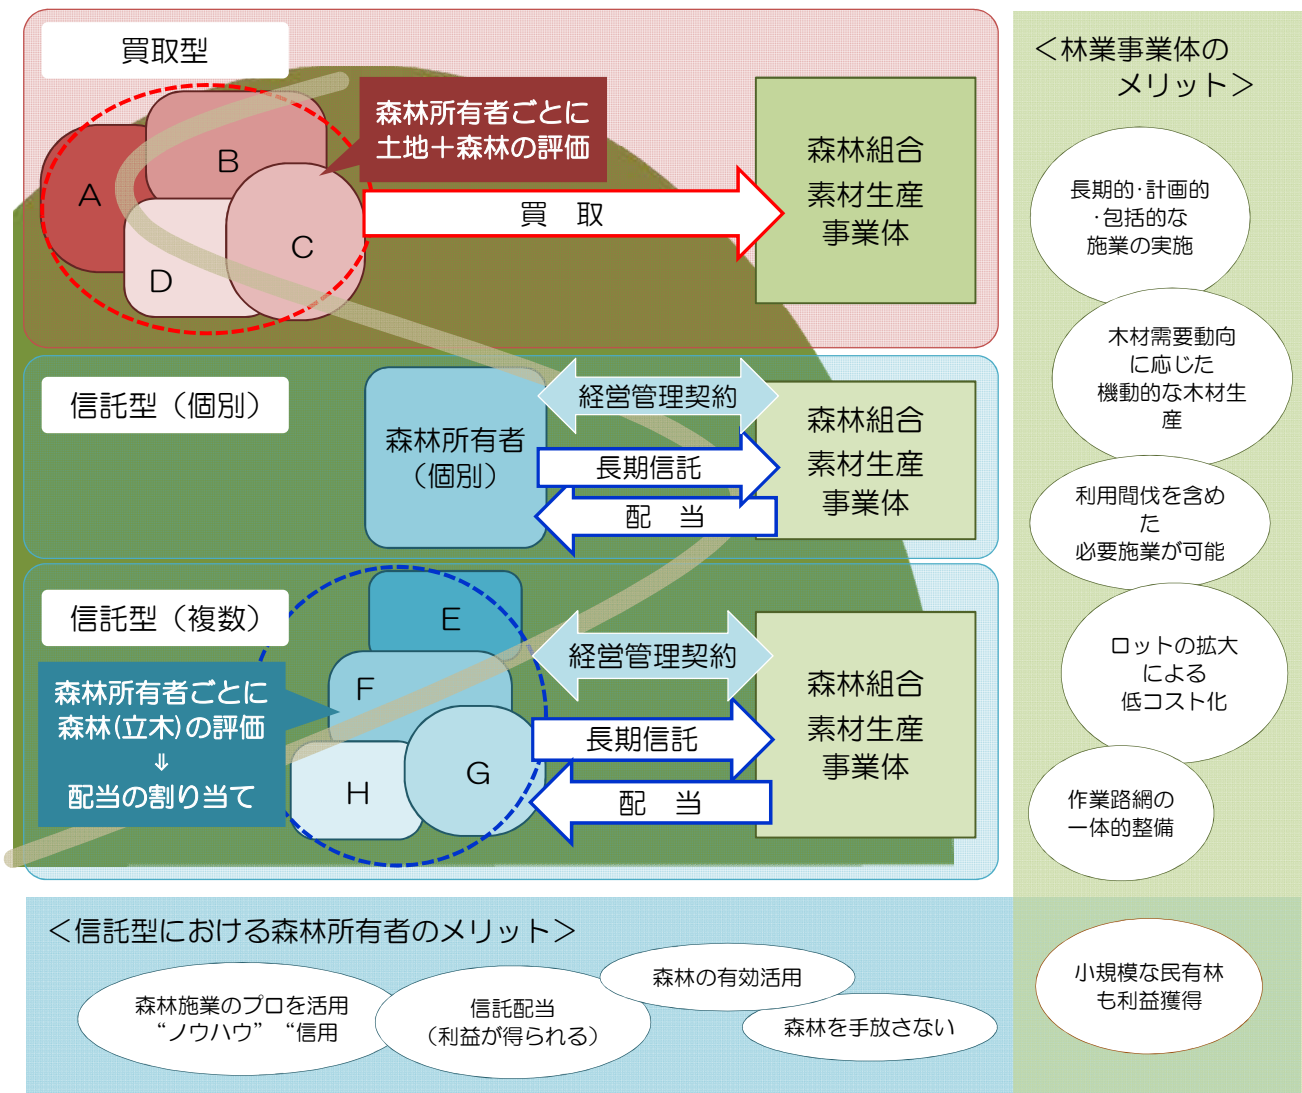 買取型
森林所有者ごとに
土地＋森林の評価
A
B
C
D
買　取
森林組合
素材生産
事業体
信託型（個別）
森林所有者
（個別）
経営管理契約
長期信託
配　当
森林組合
素材生産
事業体
信託型（複数）
森林所有者ごとに
森林(立木)の評価
⇓
配当の割り当て
E
F
G
H
経営管理契約
長期信託
配　当
森林組合
素材生産
事業体
＜林業事業体の
メリット＞
長期的･計画的
･包括的な
施業の実施
木材需要動向
に応じた
機動的な木材生
産
利用間伐を含め
た
必要施業が可能
ロットの拡大
による
低コスト化
作業路網の
一体的整備
＜信託型における森林所有者のメリット＞
森林施業のプロを活用
“ノウハウ” “信用
信託配当
（利益が得られる）
森林の有効活用
森林を手放さない
小規模な民有林
も利益獲得